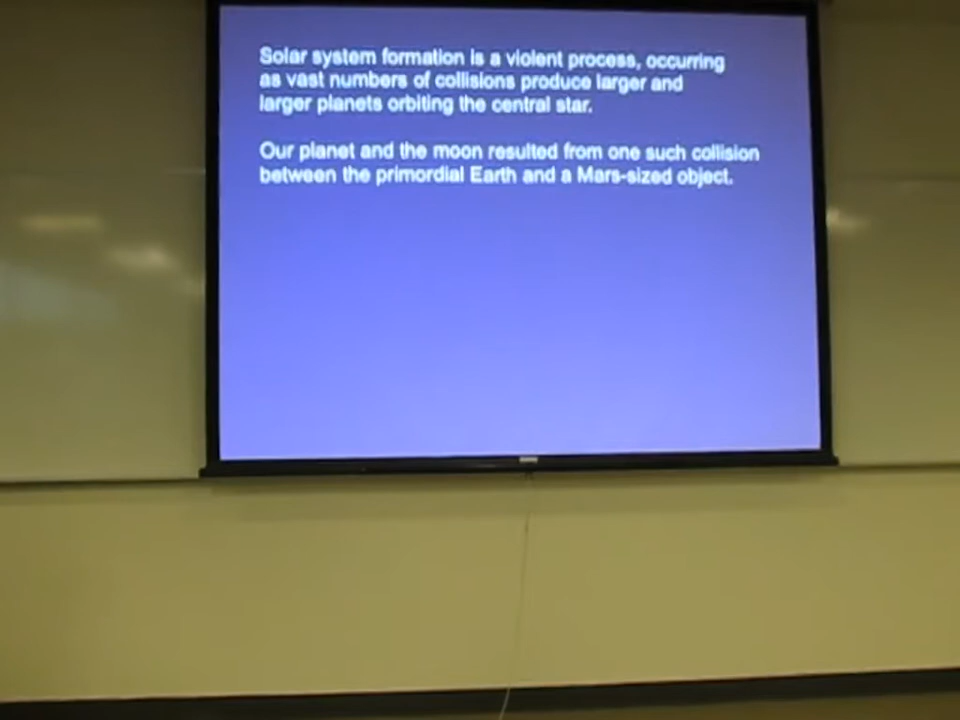 Solar system formation is a violent process, occurring
as vast numbers of collisions produce larger and
larger planets orbiting the central star.
Our planet and the moon resulted from one such collision
between the primordial Earth and a Mars-sized object.